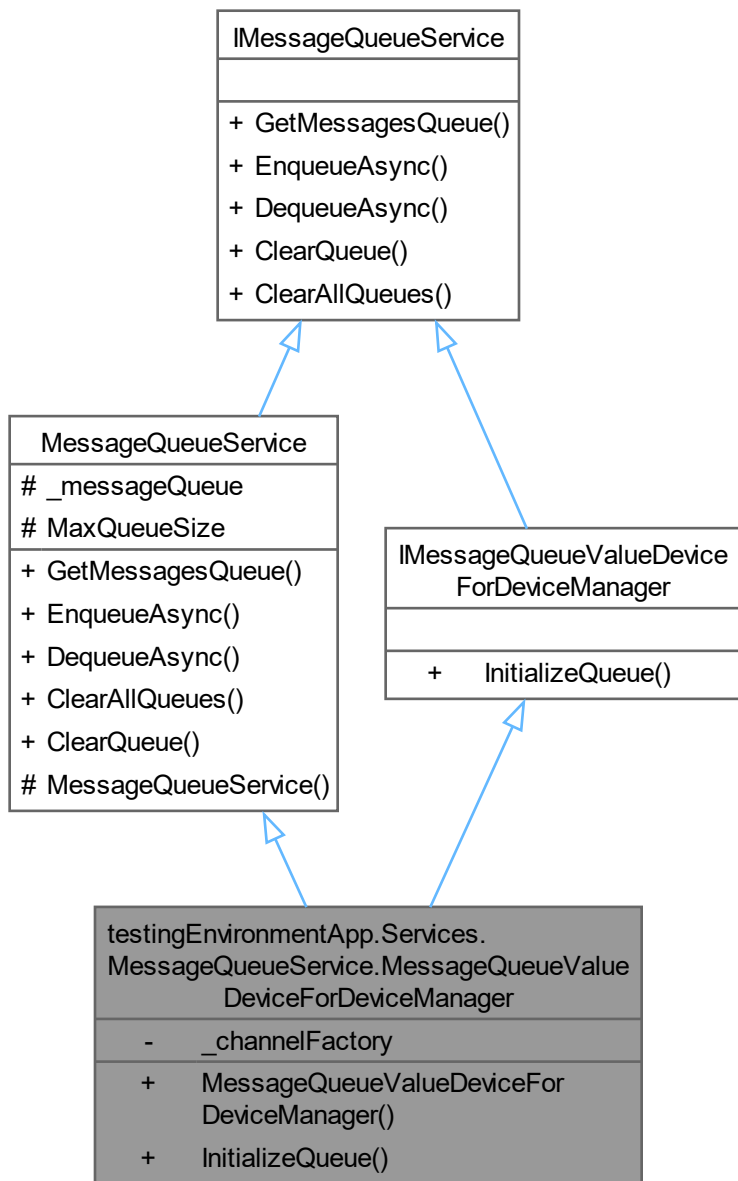 IMessageQueueService
+ GetMessagesQueue()
+ EnqueueAsync()
+ DequeueAsync()
+ ClearQueue()
+ ClearAllQueues()
MessageQueueService
# _messageQueue
# MaxQueueSize
+ GetMessagesQueue()
+ EnqueueAsync()
+ DequeueAsync()
+ ClearAllQueues()
+ ClearQueue()
# MessageQueueService()
IMessageQueueValueDevice
ForDeviceManager
+ InitializeQueue()
testingEnvironmentApp.Services.
MessageQueueService.MessageQueueValue
DeviceForDeviceManager
- _channelFactory
+ MessageQueueValueDeviceFor
DeviceManager()
+ InitializeQueue()